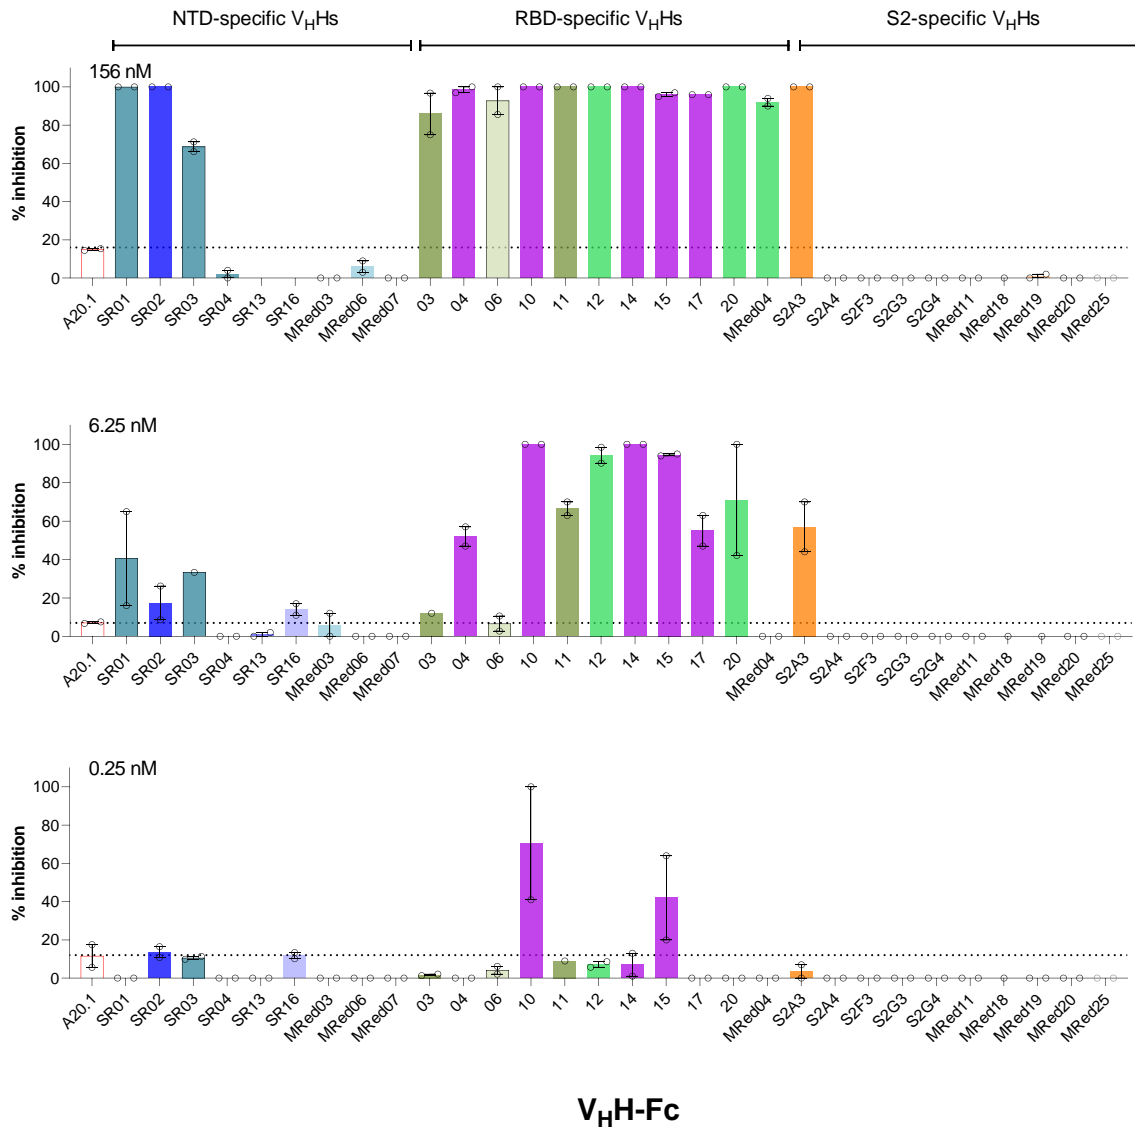 NTD-specific VHHs RBD-specific VHHs S2-specific VHHs
156 nM
% inhibition
100
80
60
40
20
0
A20.1 SR01 SR02 SR03 SR04 SR13 SR16 MRed03 MRed06 MRed07 03 04 06 10 11 12 14 15 17 20 MRed04 S2A3 S2A4 S2F3 S2G3 S2G4 MRed11 MRed18 MRed19 MRed20 MRed25
6.25 nM
% inhibition
100
80
60
40
20
0
A20.1 SR01 SR02 SR03 SR04 SR13 SR16 MRed03 MRed06 MRed07 03 04 06 10 11 12 14 15 17 20 MRed04 S2A3 S2A4 S2F3 S2G3 S2G4 MRed11 MRed18 MRed19 MRed20 MRed25
0.25 nM
% inhibition
100
80
60
40
20
0
A20.1 SR01 SR02 SR03 SR04 SR13 SR16 MRed03 MRed06 MRed07 03 04 06 10 11 12 14 15 17 20 MRed04 S2A3 S2A4 S2F3 S2G3 S2G4 MRed11 MRed18 MRed19 MRed20 MRed25
VHH-Fc